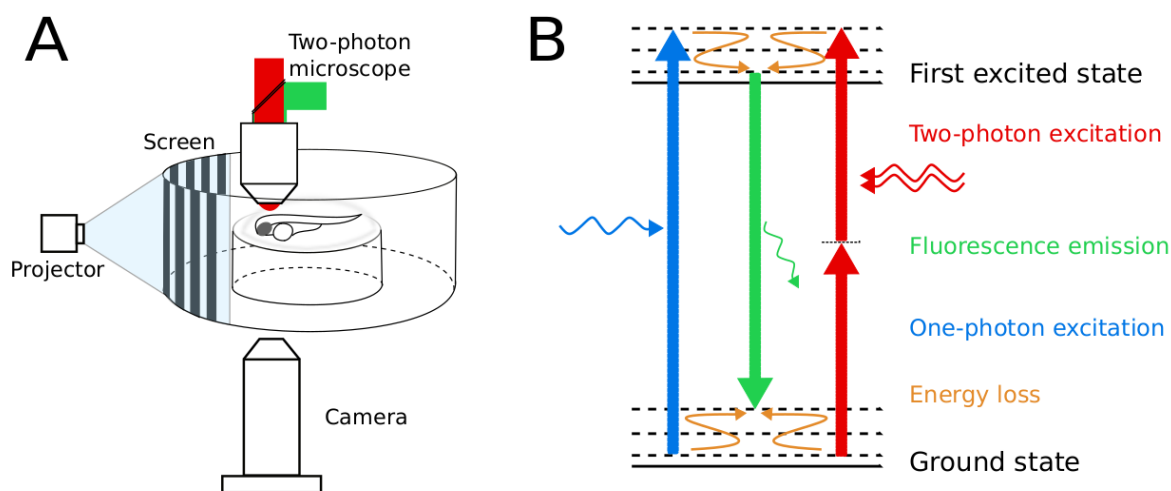 A
Two-photon
microscope
Screen
Projector
Camera
B
First excited state
Two-photon excitation
Fluorescence emission
One-photon excitation
Energy loss
Ground state